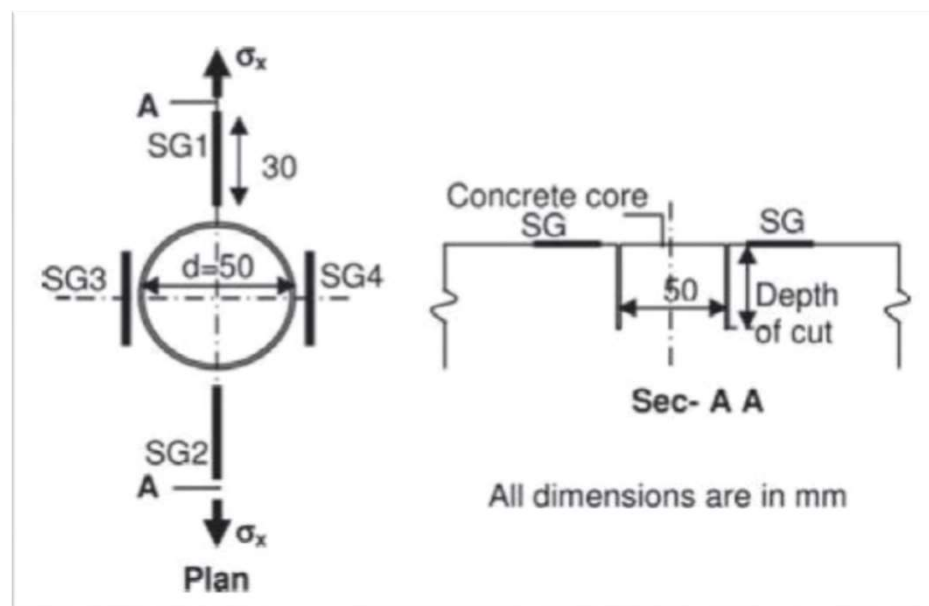 σx
A
SG1
30
SG3
d=50
SG4
SG2
A
σx
Plan
Concrete core
SG
SG
50
Depth
of cut
Sec- A A
All dimensions are in mm